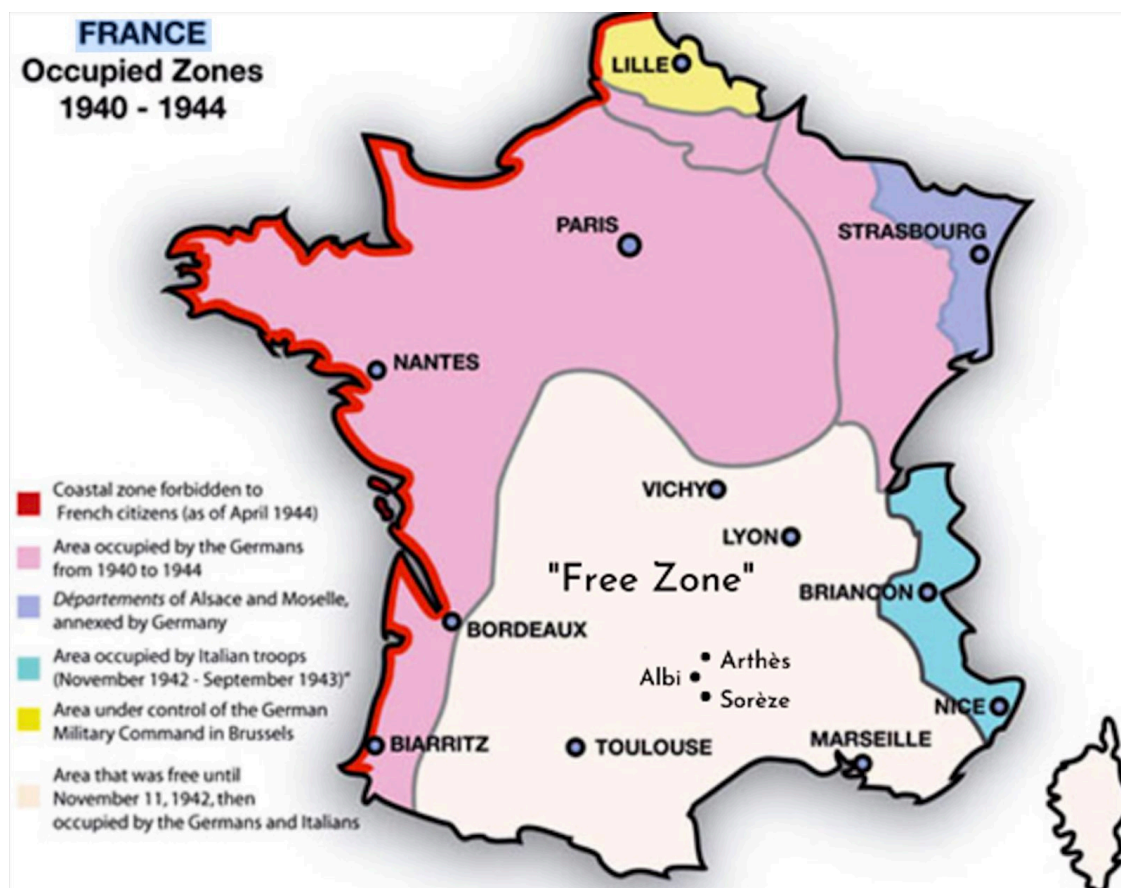 FRANCE
Occupied Zones
1940 - 1944
LILLE
PARIS
STRASBOURG
NANTES
VICHY
LYON
"Free Zone"
BRIANCON
BORDEAUX
Arthès
Albi
Sorèze
NICE
BIARRITZ
TOULOUSE
MARSEILLE
Coastal zone forbidden to
French citizens (as of April 1944)
Area occupied by the Germans
from 1940 to 1944
Départements of Alsace and Moselle,
annexed by Germany
Area occupied by Italian troops
(November 1942 - September 1943)*
Area under control of the German
Military Command in Brussels
Area that was free until
November 11, 1942, then
occupied by the Germans and Italians